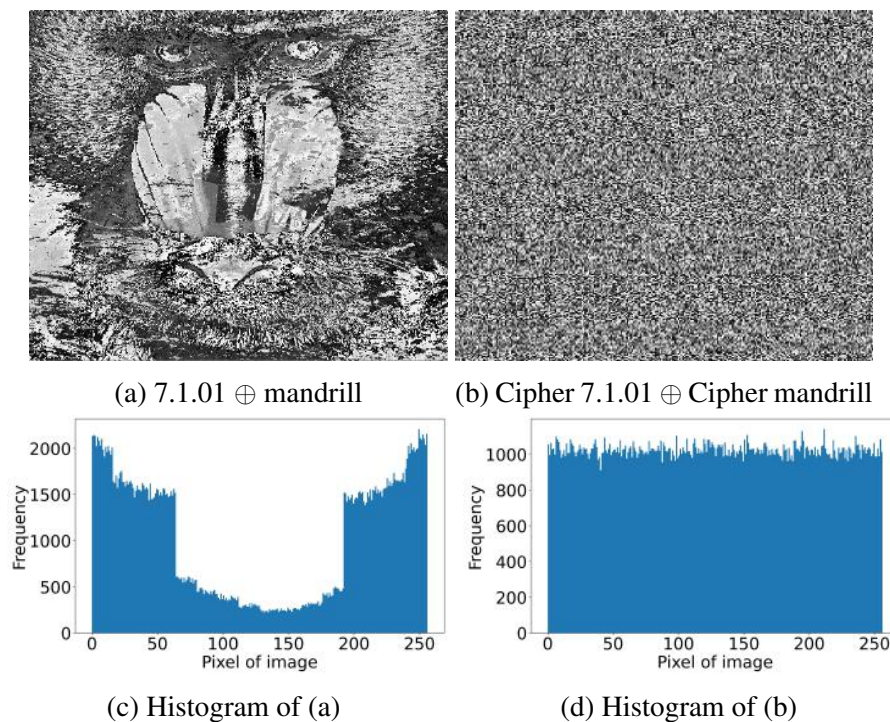 (a) 7.1.01 ⊕ mandrill
(b) Cipher 7.1.01 ⊕ Cipher mandrill
2000
1500
1000
500
0
Frequency
0 50 100 150 200 250
Pixel of image
1000
800
600
400
200
0
Frequency
0 50 100 150 200 250
Pixel of image
(c) Histogram of (a)
(d) Histogram of (b)